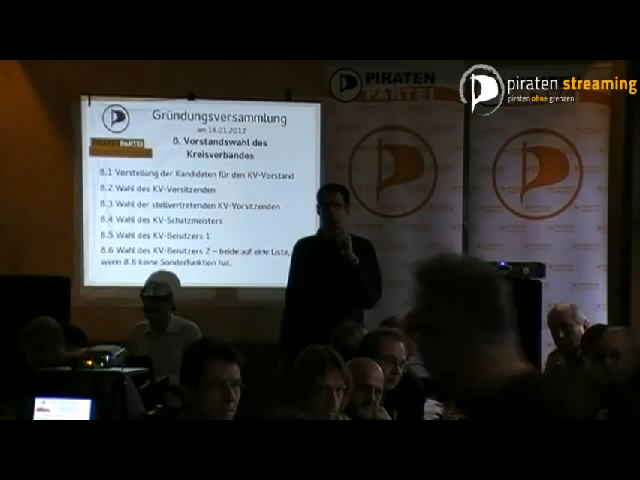 piraten streaming
piraten ohne grenzen
PIRATEN
PARTEI
Gründungsversammlung
am 14.01.2012
PIRATENPARTEI
8. Vorstandswahl des
Kreisverbandes
8.1 Vorstellung der Kandidaten für den KV-Vorstand
8.2 Wahl des KV-Vorsitzenden
8.3 Wahl der stellvertretenden KV-Vorsitzenden
8.4 Wahl des KV-Schatzmeisters
8.5 Wahl des KV-Beisitzers 1
8.6 Wahl des KV-Beisitzers 2 – beide auf eine Liste,
wenn 8.6 keine Sonderfunktion hat.